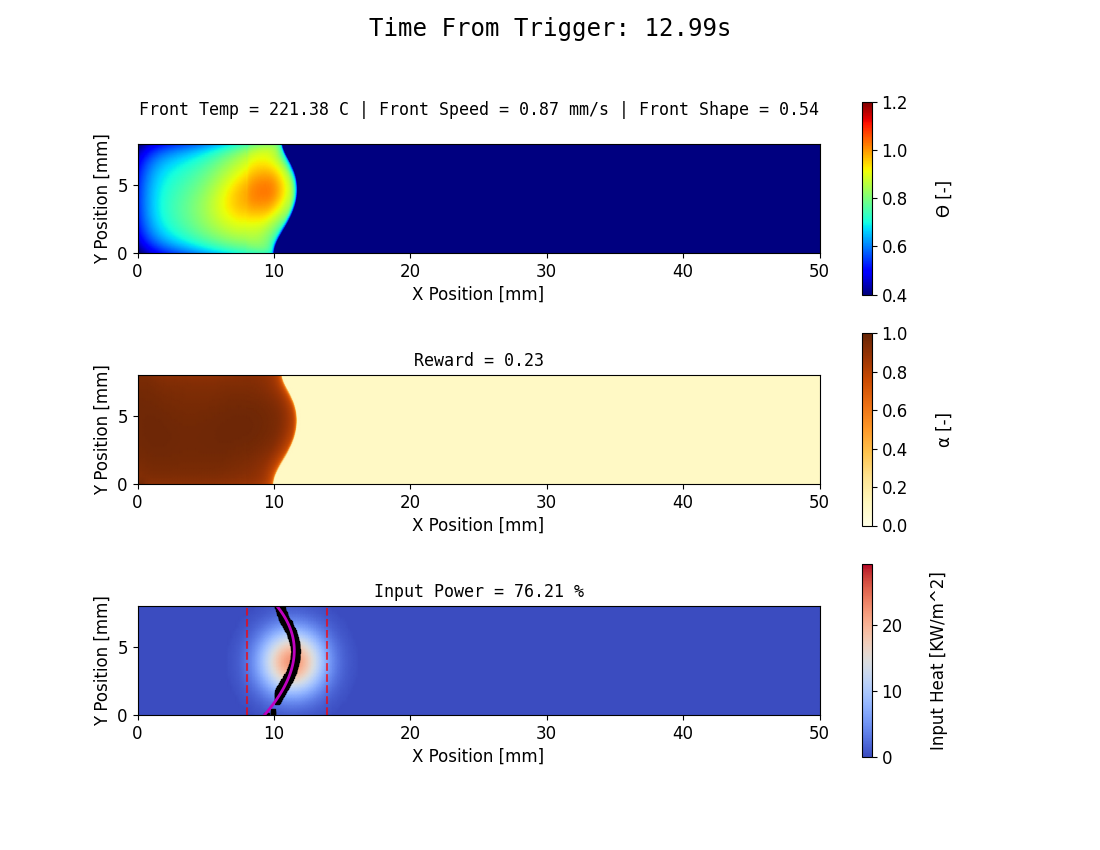 Time From Trigger: 12.99s
Front Temp = 221.38 C | Front Speed = 0.87 mm/s | Front Shape = 0.54
Y Position [mm]
5
0
0 10 20 30 40 50
X Position [mm]
1.2
1.0
0.8
0.6
0.4
Θ [-]
Reward = 0.23
Y Position [mm]
5
0
0 10 20 30 40 50
X Position [mm]
1.0
0.8
0.6
0.4
0.2
0.0
α [-]
Input Power = 76.21 %
Y Position [mm]
5
0
0 10 20 30 40 50
X Position [mm]
20
10
0
Input Heat [KW/m^2]